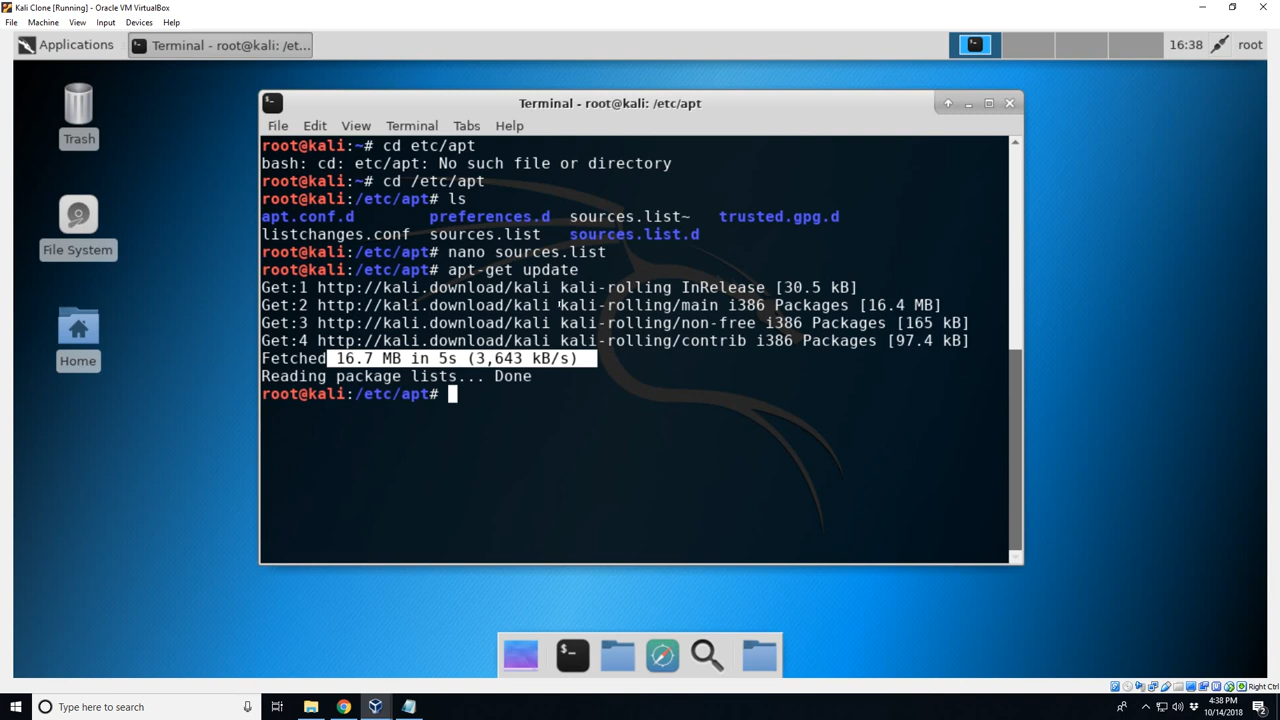 Kali Clone [Running] - Oracle VM VirtualBox
File Machine View Input Devices Help
Applications Terminal - root@kali: /et... 16:38 root
Trash
File System
Home
Terminal - root@kali: /etc/apt
File Edit View Terminal Tabs Help
root@kali:~# cd etc/apt
bash: cd: etc/apt: No such file or directory
root@kali:~# cd /etc/apt
root@kali:/etc/apt# ls
apt.conf.d preferences.d sources.list~ trusted.gpg.d
listchanges.conf sources.list sources.list.d
root@kali:/etc/apt# nano sources.list
root@kali:/etc/apt# apt-get update
Get:1 http://kali.download/kali kali-rolling InRelease [30.5 kB]
Get:2 http://kali.download/kali kali-rolling/main i386 Packages [16.4 MB]
Get:3 http://kali.download/kali kali-rolling/non-free i386 Packages [165 kB]
Get:4 http://kali.download/kali kali-rolling/contrib i386 Packages [97.4 kB]
Fetched 16.7 MB in 5s (3,643 kB/s)
Reading package lists... Done
root@kali:/etc/apt#
$_
Right Ctrl
Type here to search
4:38 PM
10/14/2018
2